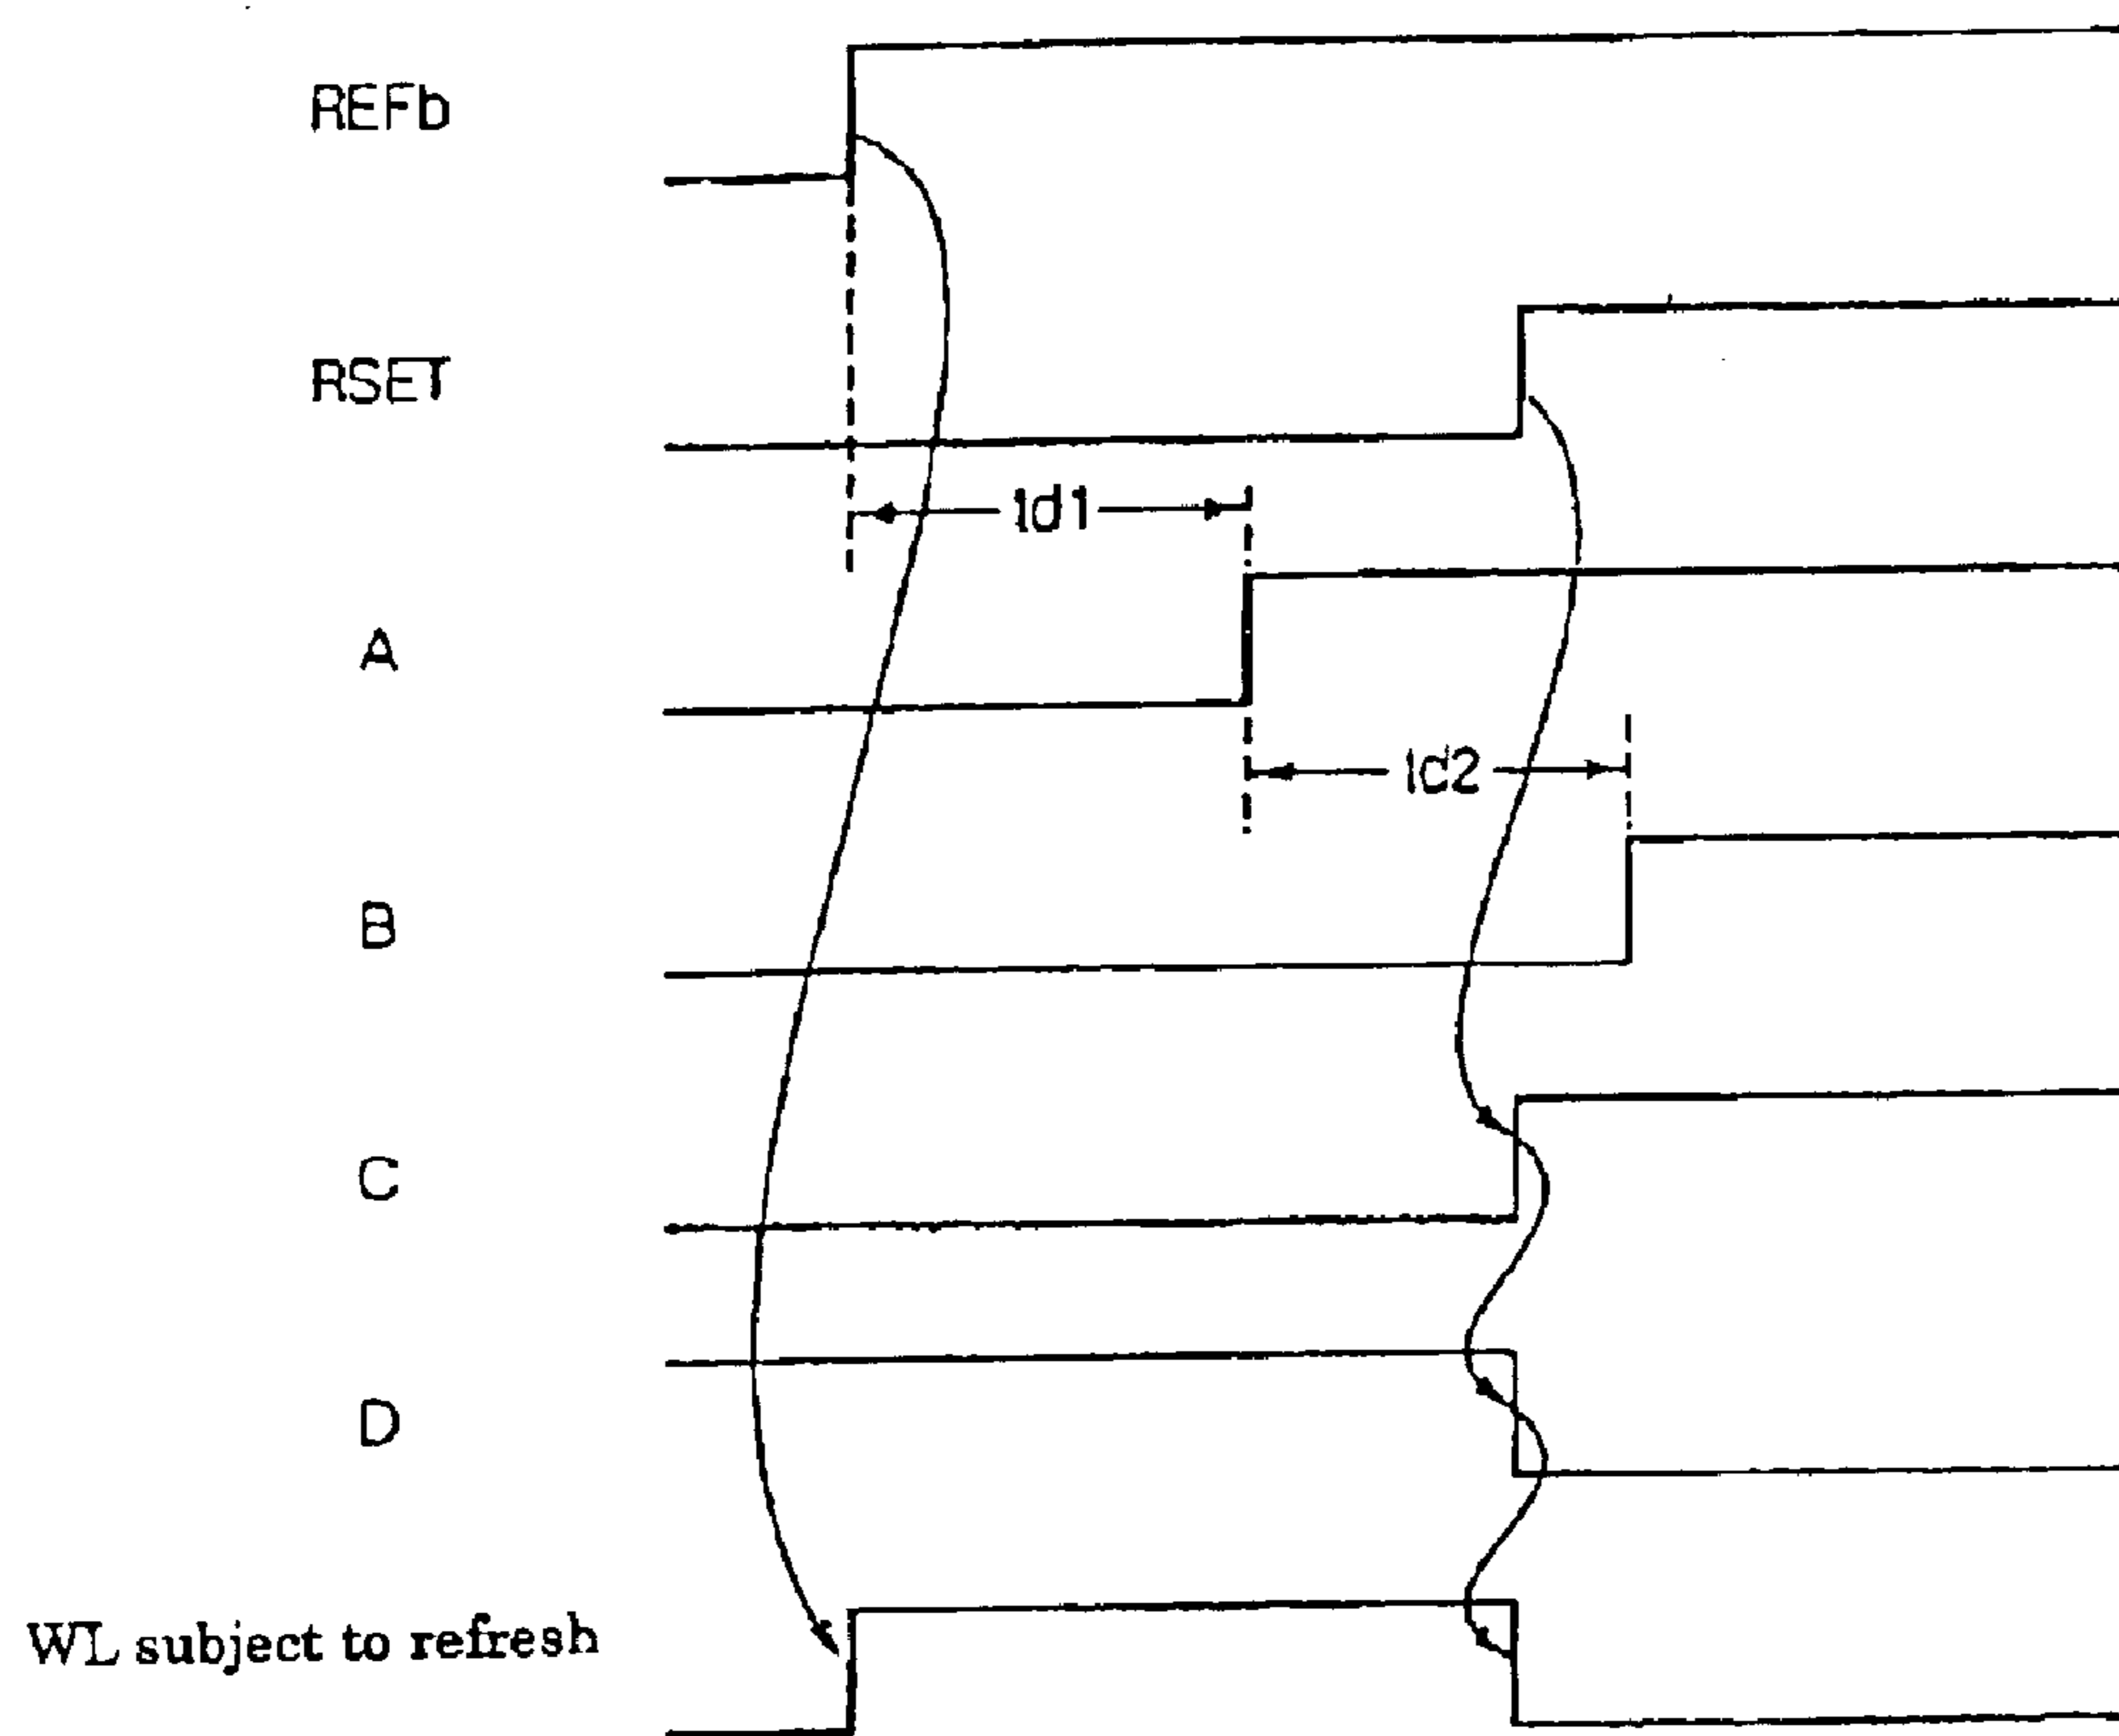 REFb
RSET
td1
A
td2
B
C
D
WL subject to refresh